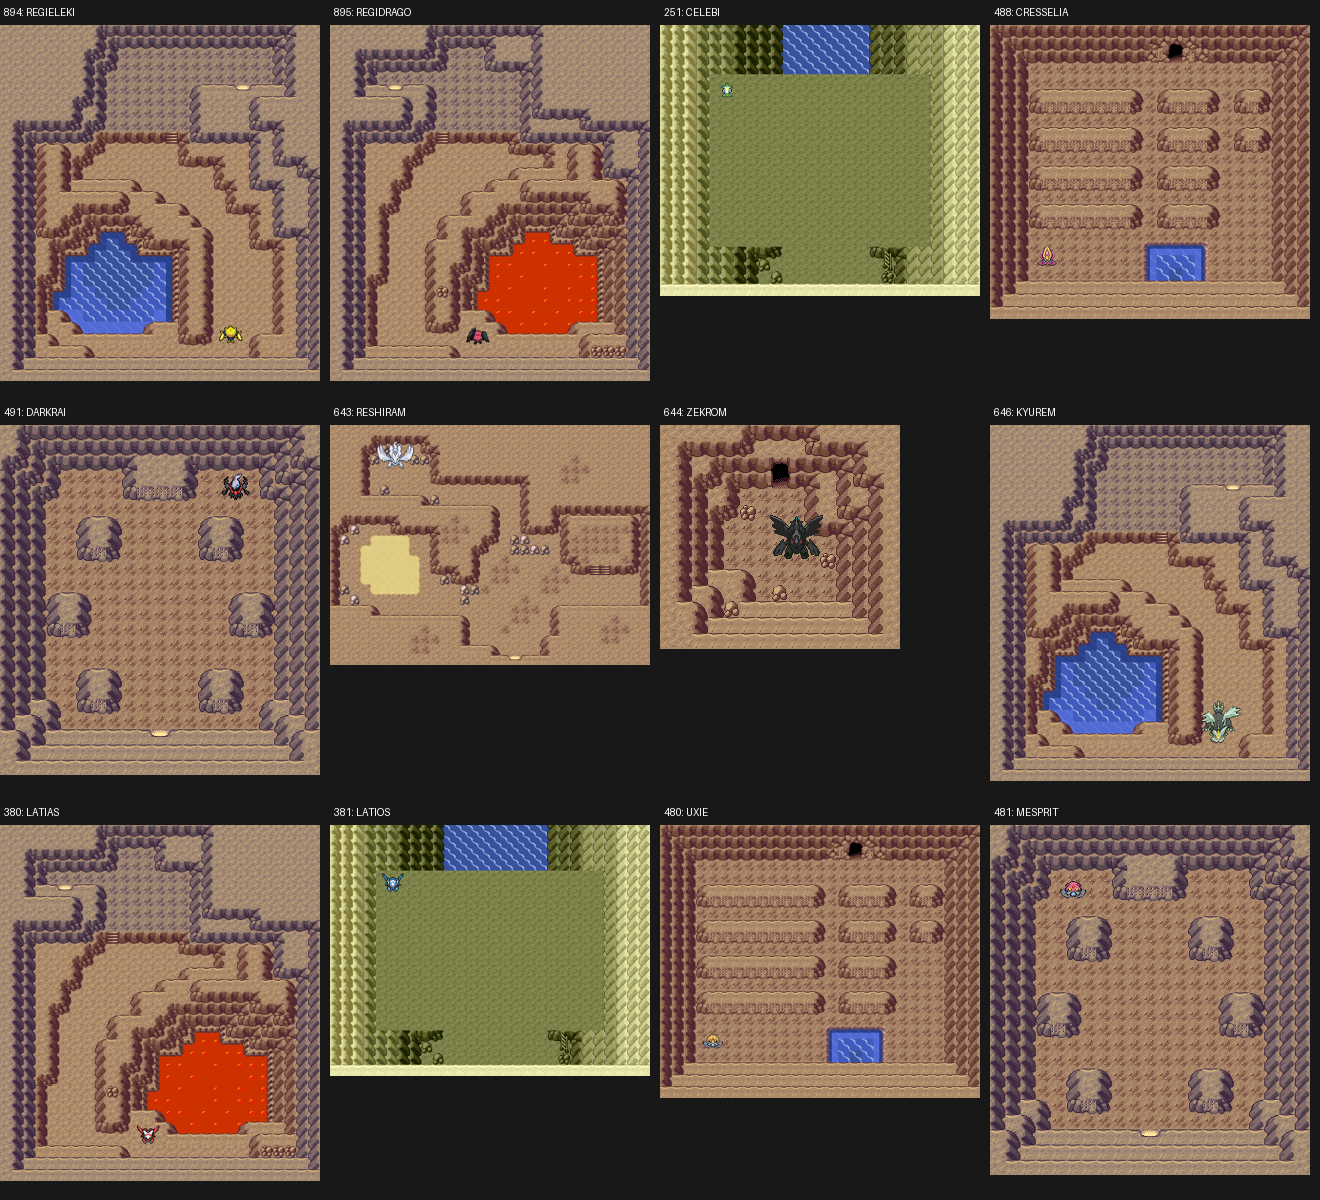 894: REGIELEKI
895: REGIDRAGO
251: CELEBI
488: CRESSELIA
491: DARKRAI
643: RESHIRAM
644: ZEKROM
646: KYUREM
380: LATIAS
381: LATIOS
480: UXIE
481: MESPRIT